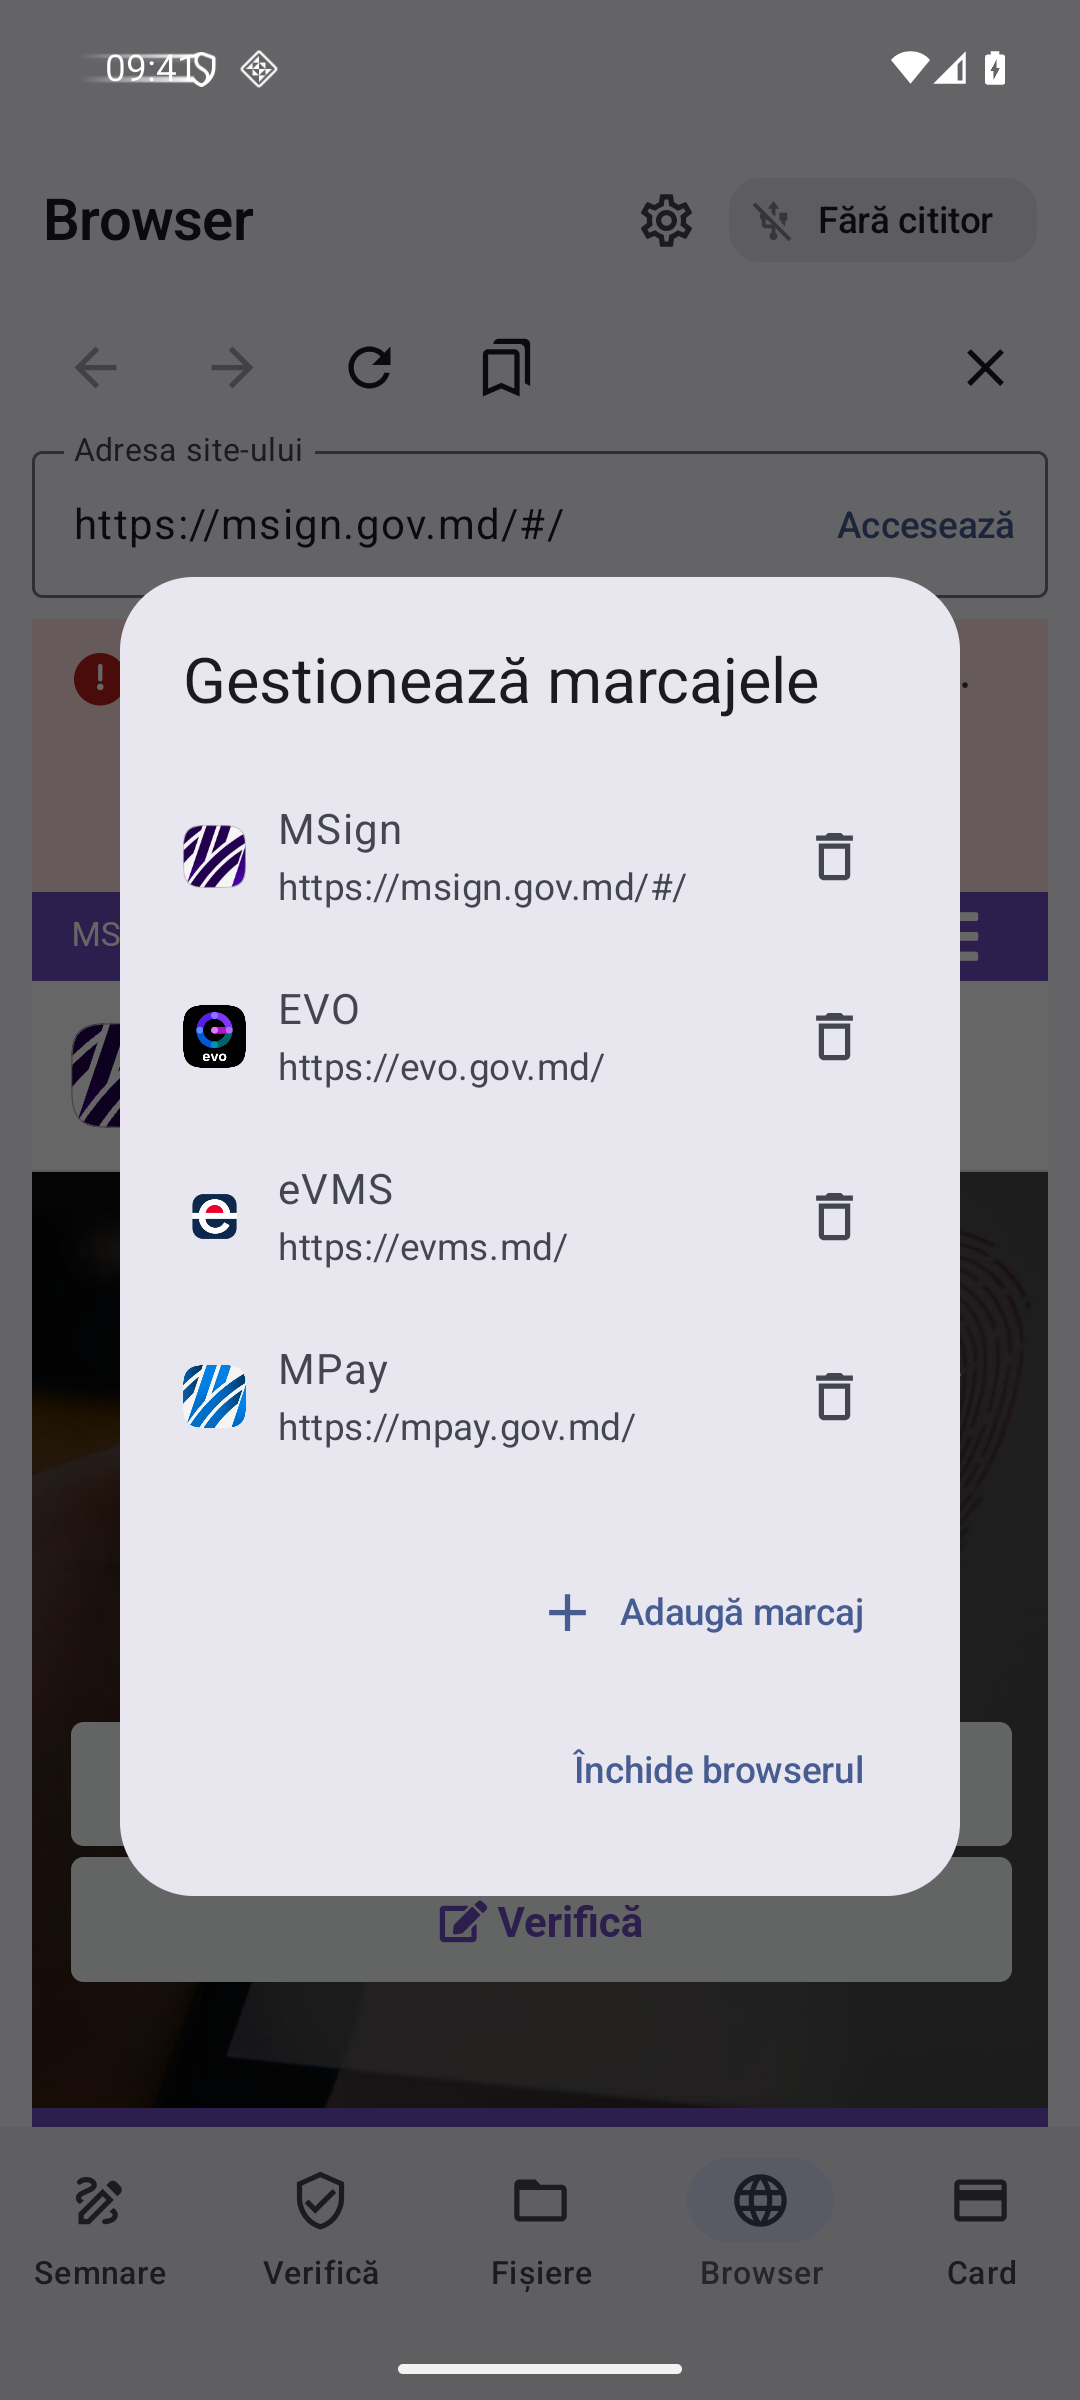 09:41
Browser
Fără cititor
Adresa site-ului
https://msign.gov.md/#/
Accesează
Gestionează marcajele
MSign
https://msign.gov.md/#/
MS
EVO
https://evo.gov.md/
evo
eVMS
https://evms.md/
MPay
https://mpay.gov.md/
Adaugă marcaj
Închide browserul
Verifică
Semnare
Verifică
Fișiere
Browser
Card